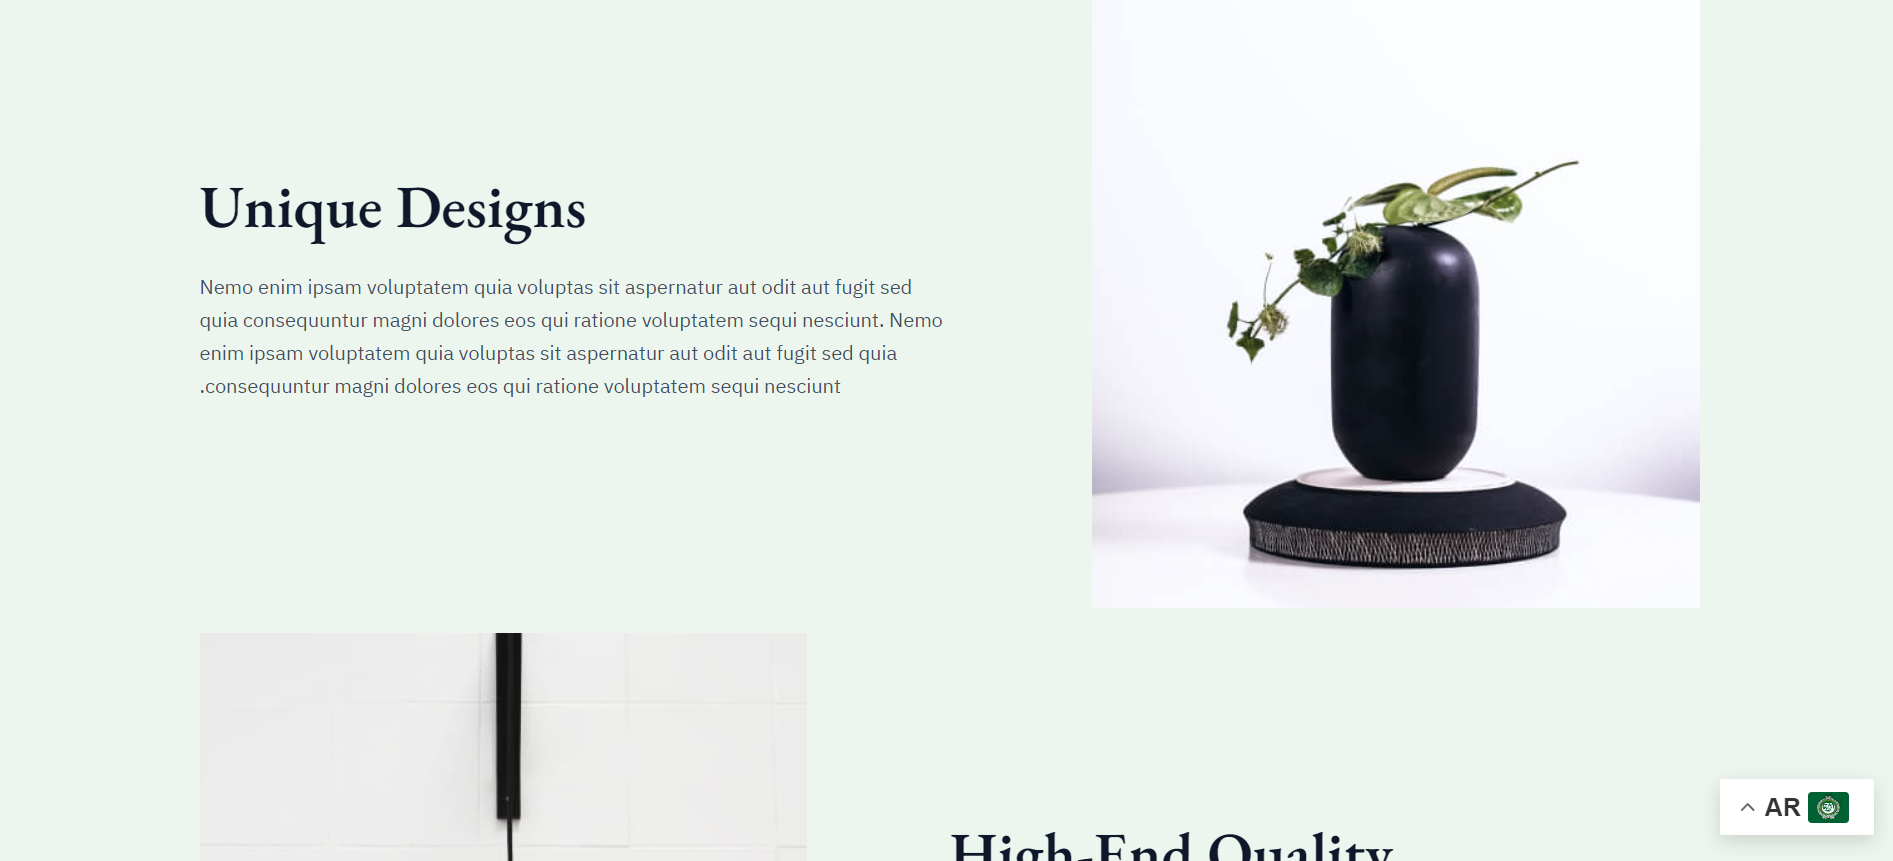 Unique Designs
Nemo enim ipsam voluptatem quia voluptas sit aspernatur aut odit aut fugit sed
quia consequuntur magni dolores eos qui ratione voluptatem sequi nesciunt. Nemo
enim ipsam voluptatem quia voluptas sit aspernatur aut odit aut fugit sed quia
.consequuntur magni dolores eos qui ratione voluptatem sequi nesciunt
High-End Quality
AR